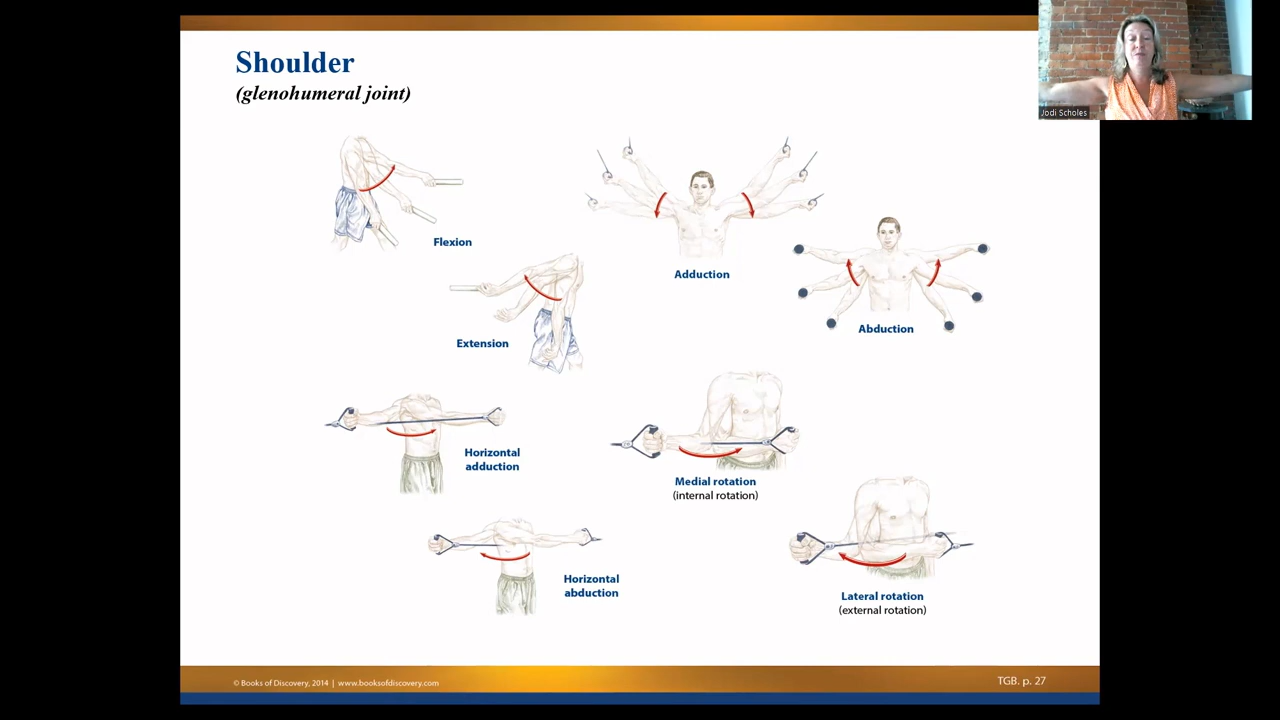 Shoulder
(glenohumeral joint)
Jodi Scholes
Flexion
Adduction
Abduction
Extension
Horizontal
adduction
Medial rotation
(internal rotation)
Horizontal
abduction
Lateral rotation
(external rotation)
© Books of Discovery, 2014 | www.booksofdiscovery.com
TGB. p. 27